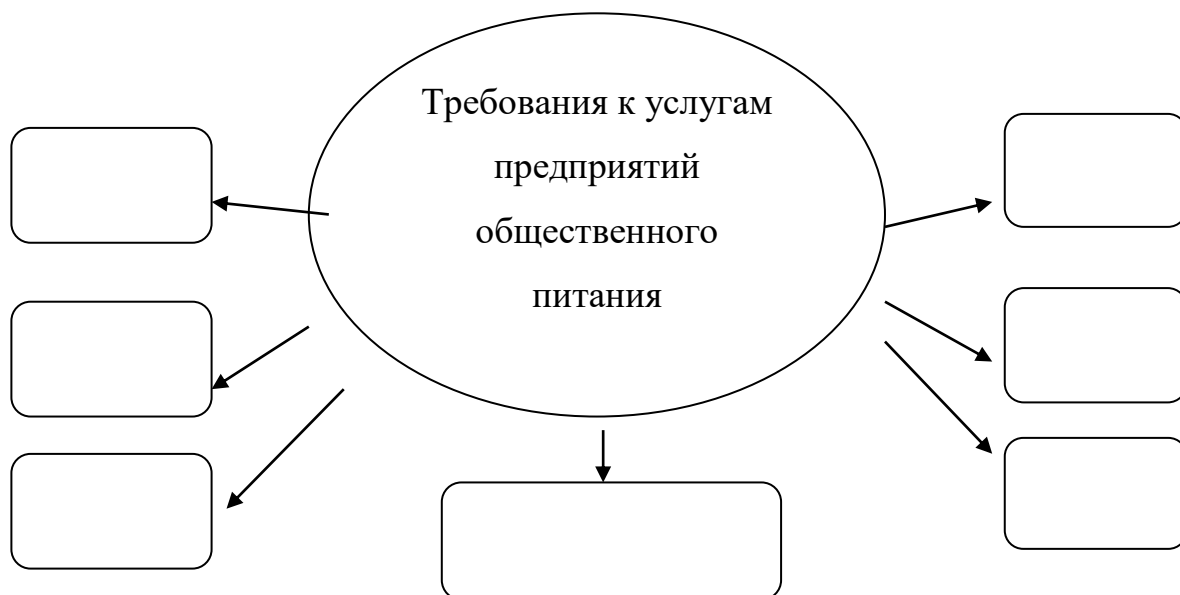 Требования к услугам
предприятий
общественного
питания